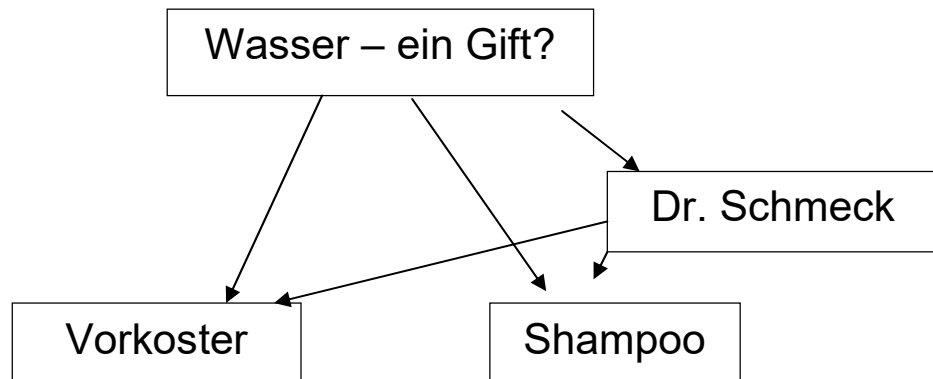 Wasser – ein Gift?
Dr. Schmeck
Vorkoster
Shampoo